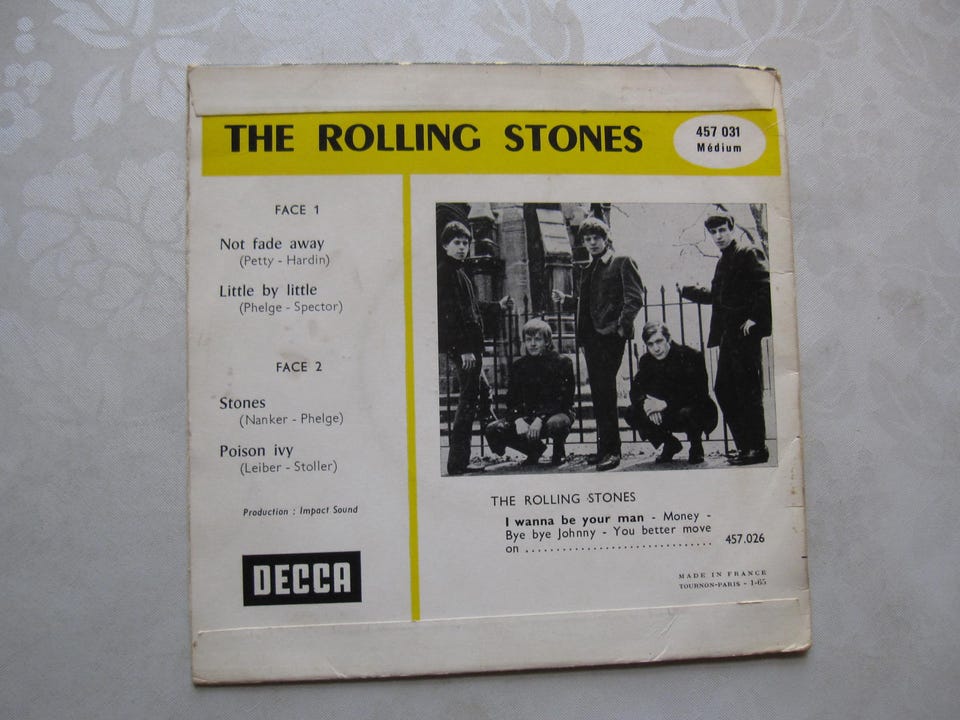 THE ROLLING STONES
457 031
Médium
FACE 1
Not fade away
(Petty - Hardin)
Little by little
(Phelge - Spector)
FACE 2
Stones
(Nanker - Phelge)
Poison ivy
(Leiber - Stoller)
Production : Impact Sound
DECCA
THE ROLLING STONES
I wanna be your man - Money -
Bye bye Johnny - You better move
on ............................... 457.026
MADE IN FRANCE
TOURNON-PARIS - 1-65